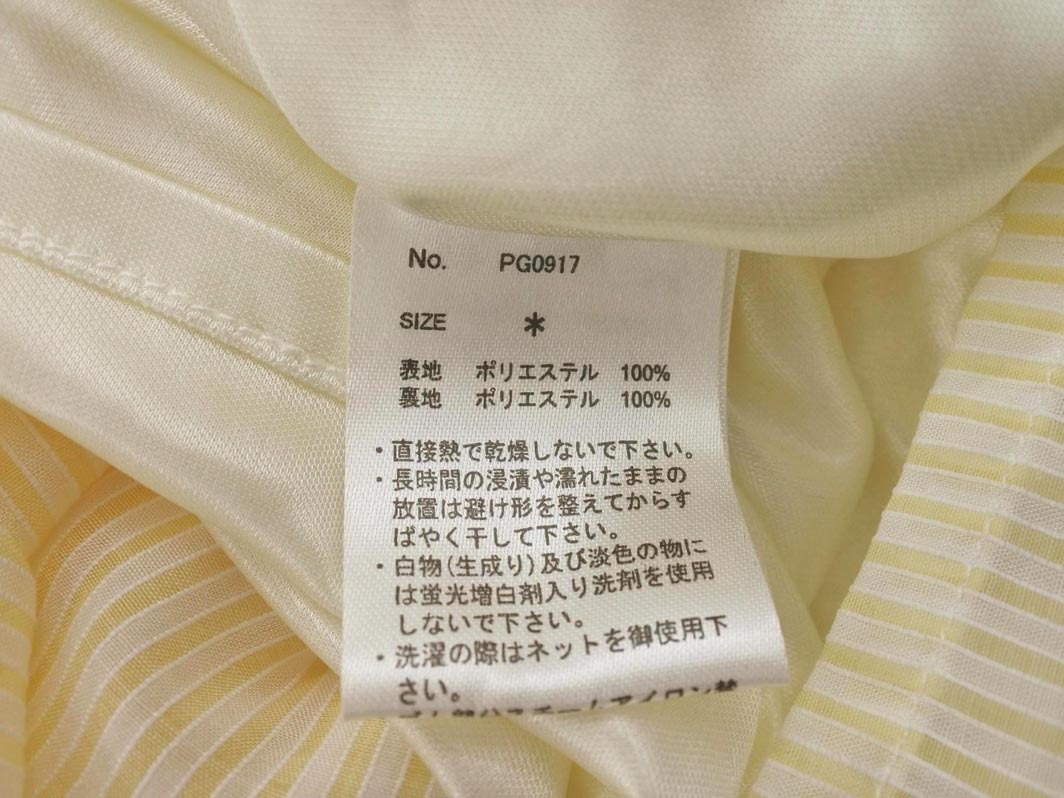 No. PG0917
SIZE *
表地 ポリエステル 100%
裏地 ポリエステル 100%
・直接熱で乾燥しないで下さい。
・長時間の浸漬や濡れたままの
放置は避け形を整えてからす
ばやく干して下さい。
・白物(生成り)及び淡色の物に
は蛍光増白剤入り洗剤を使用
しないで下さい。
・洗濯の際はネットを御使用下
さい。